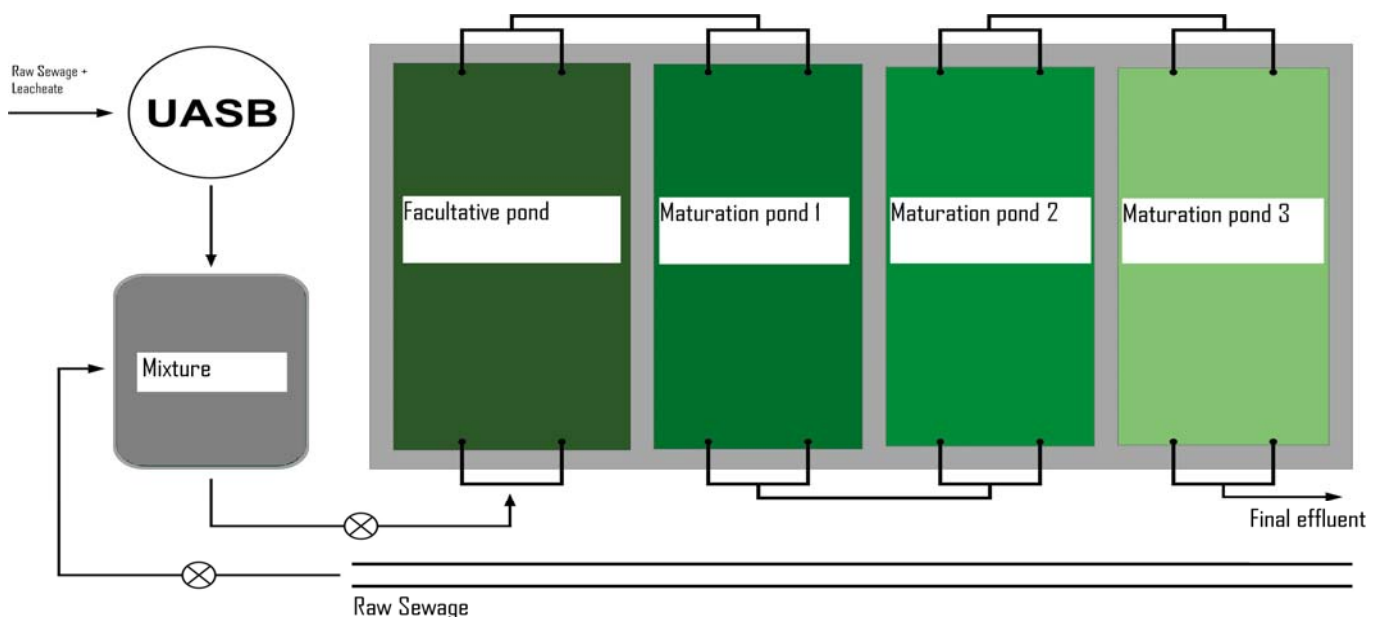 Raw Sewage +
Leacheate
UASB
Facultative pond
Maturation pond 1
Maturation pond 2
Maturation pond 3
Mixture
Final effluent
Raw Sewage